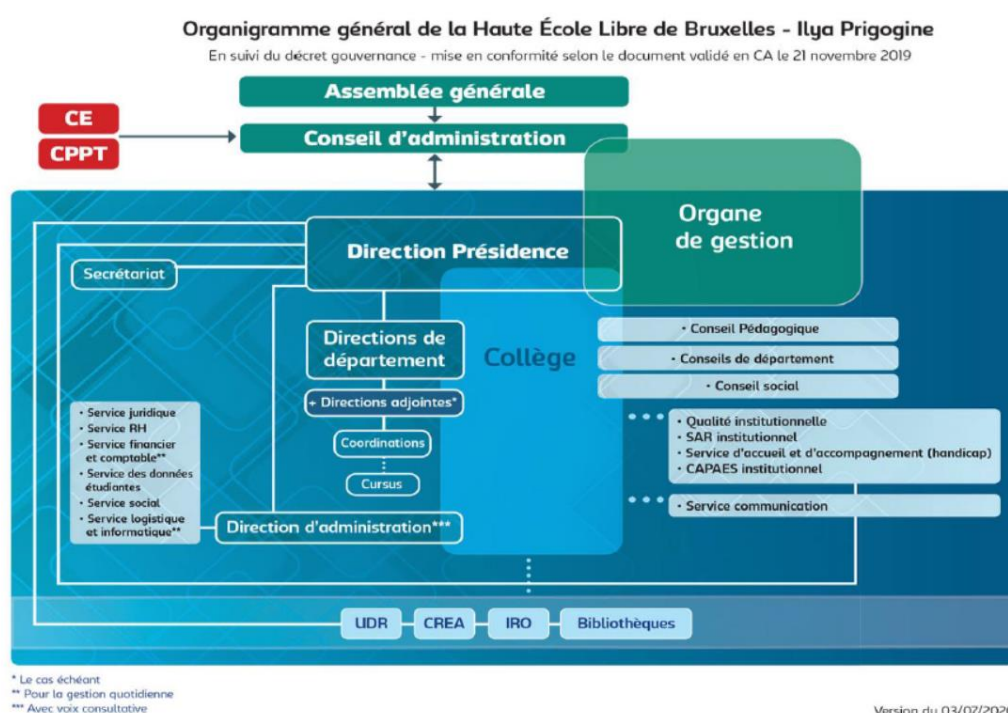 Organigramme général de la Haute École Libre de Bruxelles - Ilya Prigogine
En suivi du décret gouvernance - mise en conformité selon le document validé en CA le 21 novembre 2019
Assemblée générale
CE
CPPT
Conseil d'administration
Organe
de gestion
Direction Présidence
Secrétariat
Directions de
département
Collège
+ Directions adjointes*
Coordinations
Cursus
• Conseil Pédagogique
• Conseils de département
• Conseil social
• Service juridique
• Service RH
• Service financier
et comptable**
• Service des données
étudiantes
• Service social
• Service logistique
et informatique**
Direction d'administration***
• Qualité institutionnelle
• SAR institutionnel
• Service d'accueil et d'accompagnement (handicap)
• CAPAES institutionnel
• Service communication
UDR
CREA
IRO
Bibliothèques
* Le cas échéant
** Pour la gestion quotidienne
*** Avec voix consultative
Version du 03/07/2020